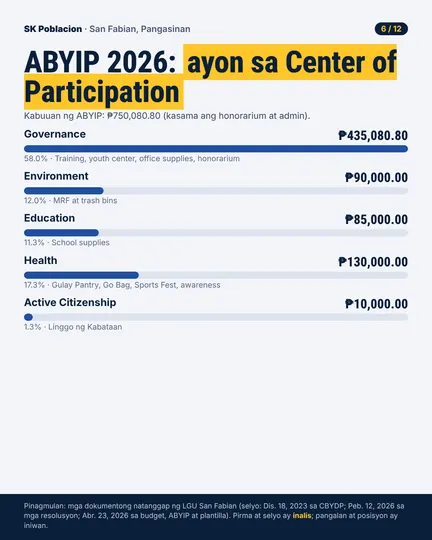 SK Poblacion · San Fabian, Pangasinan
6 / 12
ABYIP 2026: ayon sa Center of
Participation
Kabuuan ng ABYIP: ₱750,080.80 (kasama ang honorarium at admin).
Governance ₱435,080.80
58.0% · Training, youth center, office supplies, honorarium
Environment ₱90,000.00
12.0% · MRF at trash bins
Education ₱85,000.00
11.3% · School supplies
Health ₱130,000.00
17.3% · Gulay Pantry, Go Bag, Sports Fest, awareness
Active Citizenship ₱10,000.00
1.3% · Linggo ng Kabataan
Pinagmulan: mga dokumentong natanggap ng LGU San Fabian (selyo: Dis. 18, 2023 sa CBYDP; Peb. 12, 2026 sa
mga resolusyon; Abr. 23, 2026 sa budget, ABYIP at plantilla). Pirma at selyo ay inalis; pangalan at posisyon ay
iniwan.